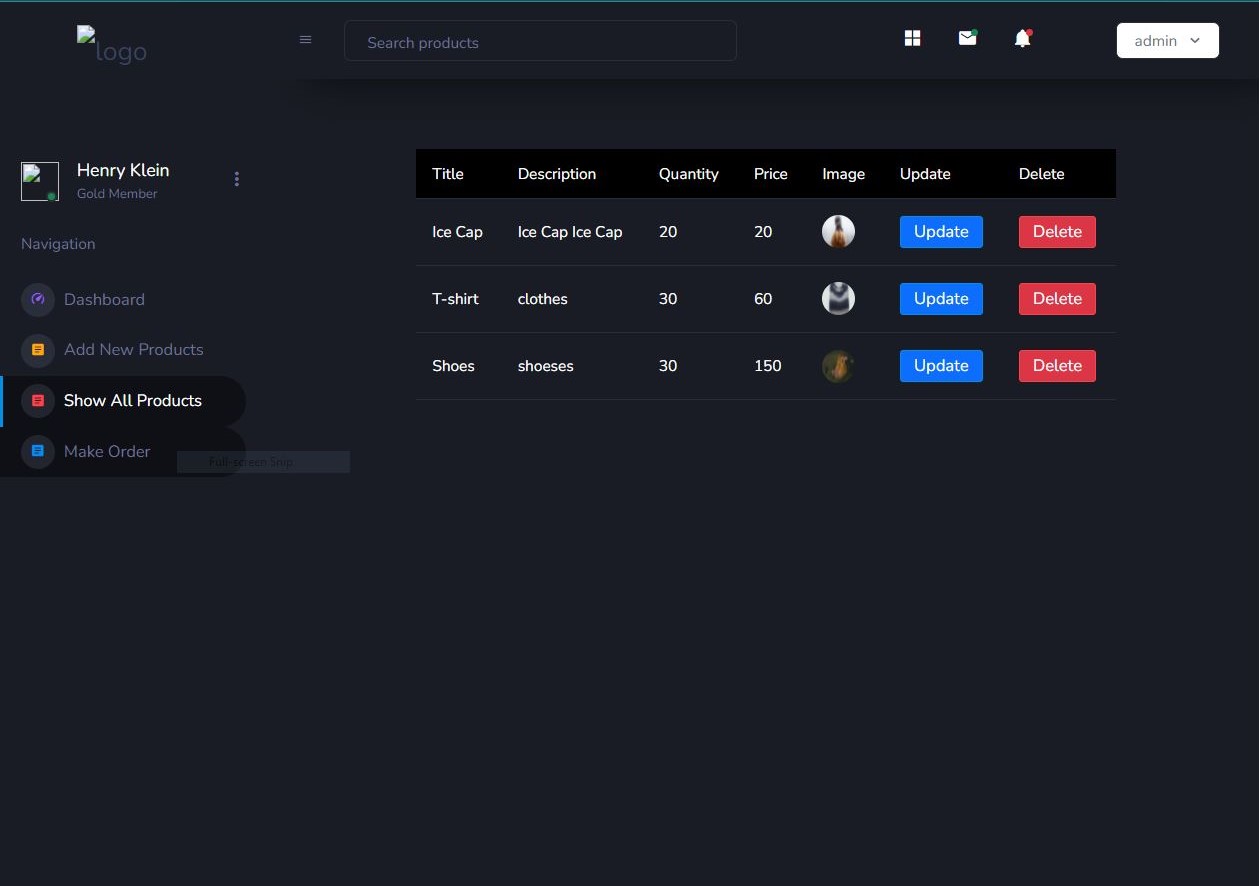 logo
Search products
admin
Henry Klein
Gold Member
Navigation
Dashboard
Add New Products
Show All Products
Make Order
Full-screen Snip
Title Description Quantity Price Image Update Delete
Ice Cap Ice Cap Ice Cap 20 20 Update Delete
T-shirt clothes 30 60 Update Delete
Shoes shoeses 30 150 Update Delete